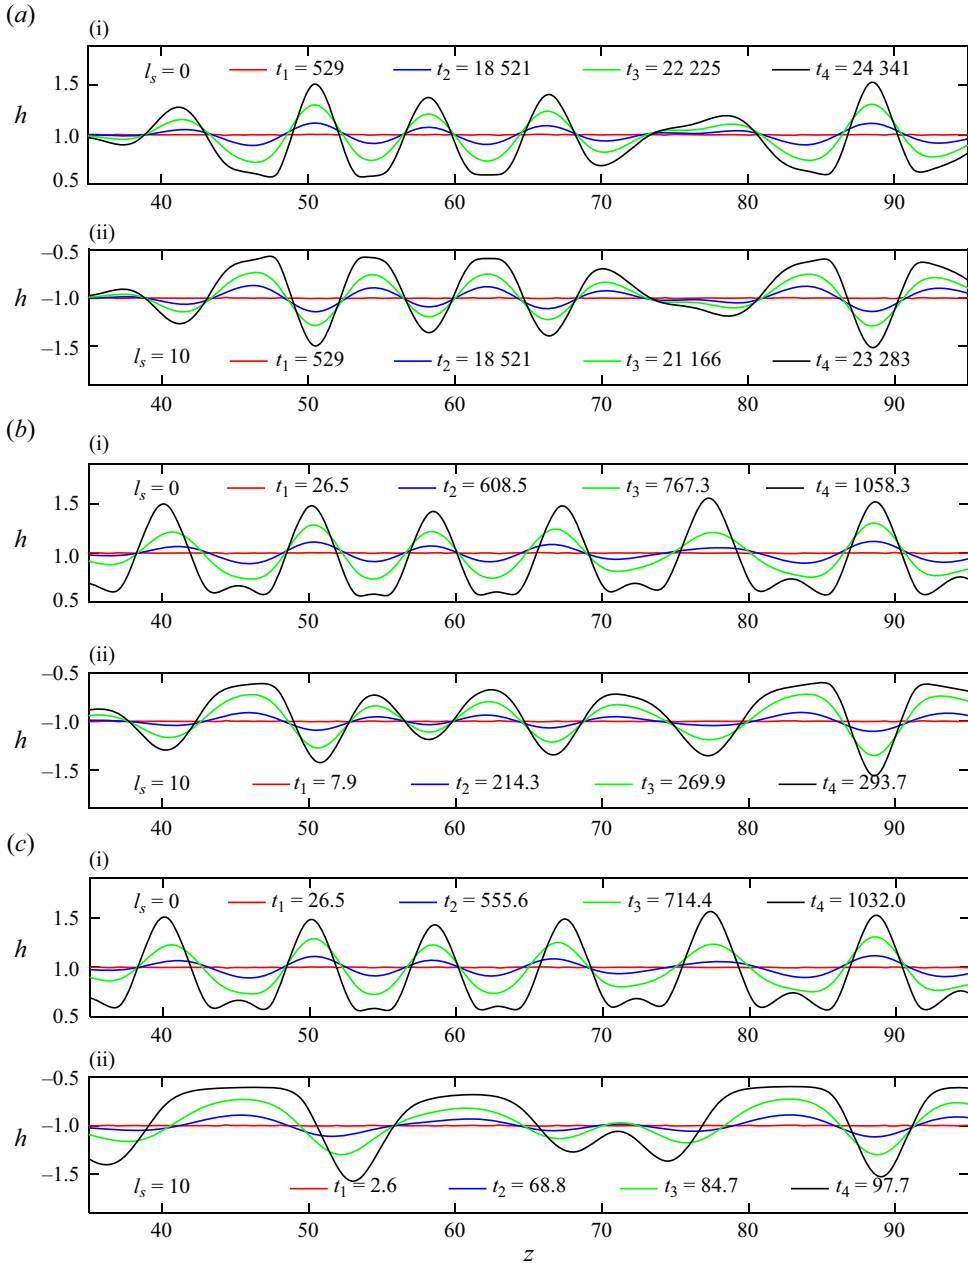 (a)
(i)
l_s = 0 t_1 = 529 t_2 = 18 521 t_3 = 22 225 t_4 = 24 341
1.5
h
1.0
0.5
40 50 60 70 80 90
(ii)
–0.5
h
–1.0
–1.5
l_s = 10 t_1 = 529 t_2 = 18 521 t_3 = 21 166 t_4 = 23 283
40 50 60 70 80 90
(b)
(i)
l_s = 0 t_1 = 26.5 t_2 = 608.5 t_3 = 767.3 t_4 = 1058.3
1.5
h
1.0
0.5
40 50 60 70 80 90
(ii)
–0.5
–1.0
h
–1.5
l_s = 10 t_1 = 7.9 t_2 = 214.3 t_3 = 269.9 t_4 = 293.7
40 50 60 70 80 90
(c)
(i)
l_s = 0 t_1 = 26.5 t_2 = 555.6 t_3 = 714.4 t_4 = 1032.0
1.5
h
1.0
0.5
40 50 60 70 80 90
(ii)
–0.5
–1.0
h
–1.5
l_s = 10 t_1 = 2.6 t_2 = 68.8 t_3 = 84.7 t_4 = 97.7
40 50 60 70 80 90
z